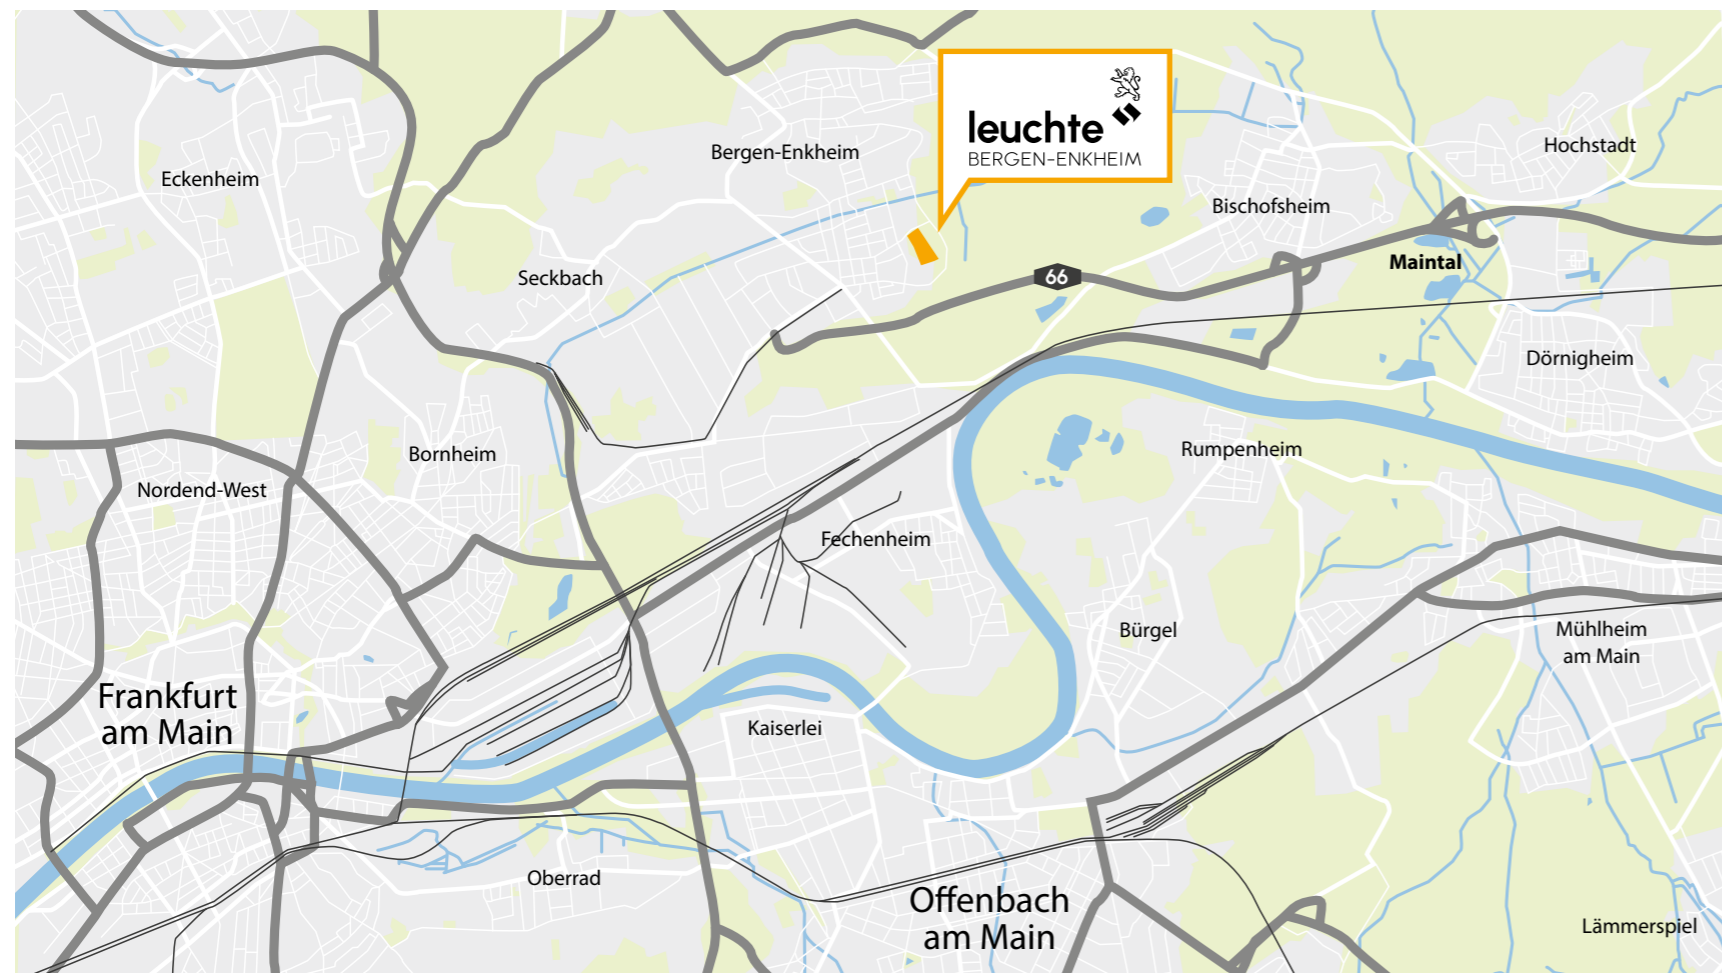 leuchte
BERGEN-ENKHEIM
Bergen-Enkheim
Hochstadt
Eckenheim
Bischofsheim
Maintal
Seckbach
66
Dörnigheim
Bornheim
Rumpenheim
Nordend-West
Fechenheim
Bürgel
Mühlheim
am Main
Frankfurt
am Main
Kaiserlei
Oberrad
Offenbach
am Main
Lämmerspiel